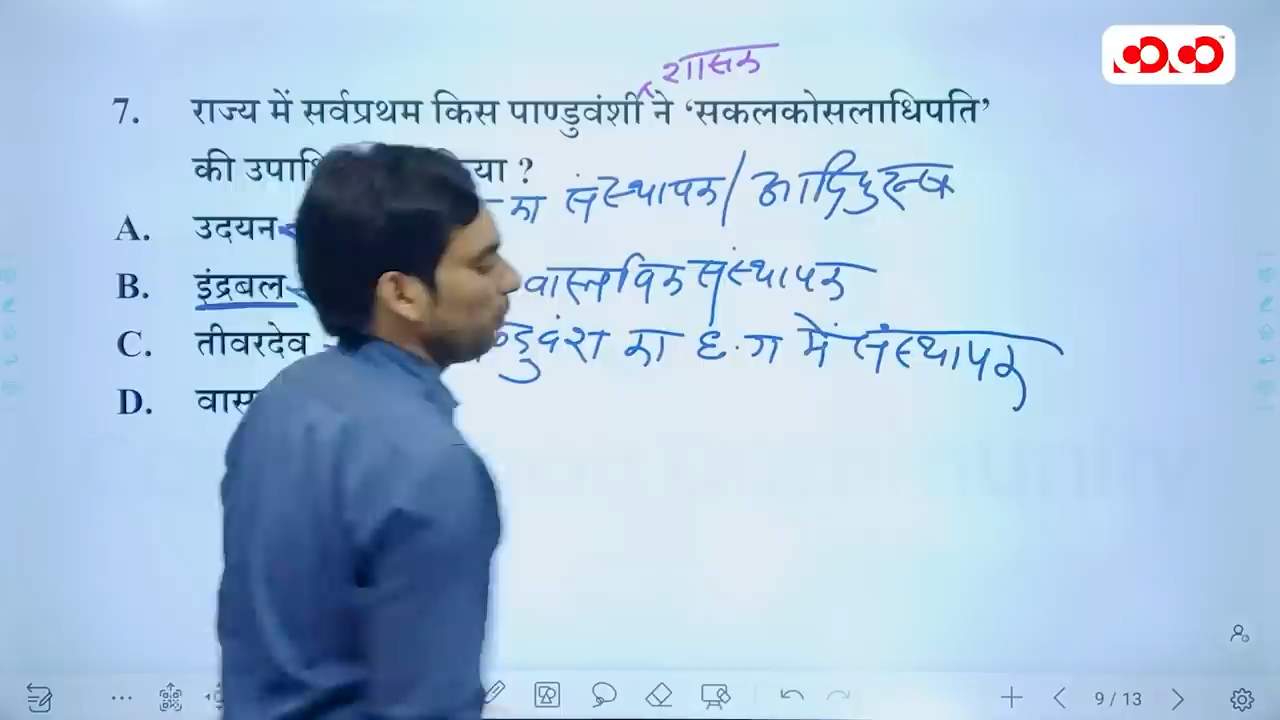 शासक
7. राज्य में सर्वप्रथम किस पाण्डुवंशी ने ‘सकलकोसलाधिपति’
की उपाधि या ?
का संस्थापक/आदिपुरूष
A. उदयन
B. इंद्रबल वास्तविक संस्थापक
C. तीवरदेव का छ.ग में संस्थापक
D.
9 / 13